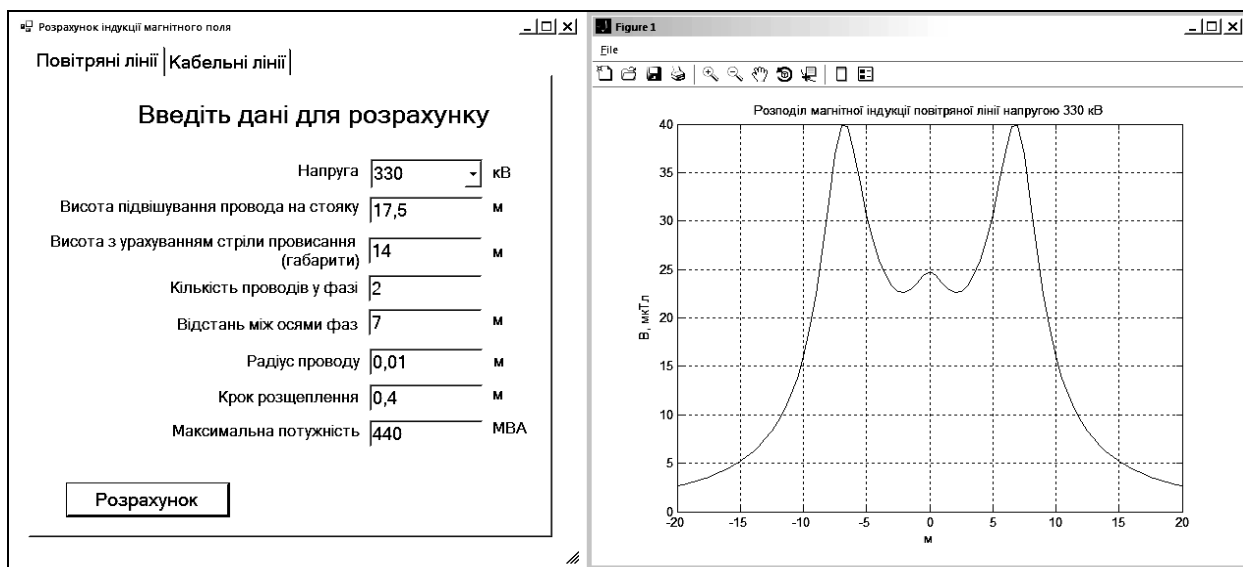 Розрахунок індукції магнітного поля
Повітряні лінії Кабельні лінії
Введіть дані для розрахунку
Напруга 330 кВ
Висота підвішування провода на стояку 17,5 м
Висота з урахуванням стріли провисання
(габарити) 14 м
Кількість проводів у фазі 2
Відстань між осями фаз 7 м
Радіус проводу 0,01 м
Крок розщеплення 0,4 м
Максимальна потужність 440 МВА
Розрахунок
Figure 1
File
Розподіл магнітної індукції повітряної лінії напругою 330 кВ
40
35
30
25
20
15
10
5
0
В, мкТл
-20 -15 -10 -5 0 5 10 15 20
м